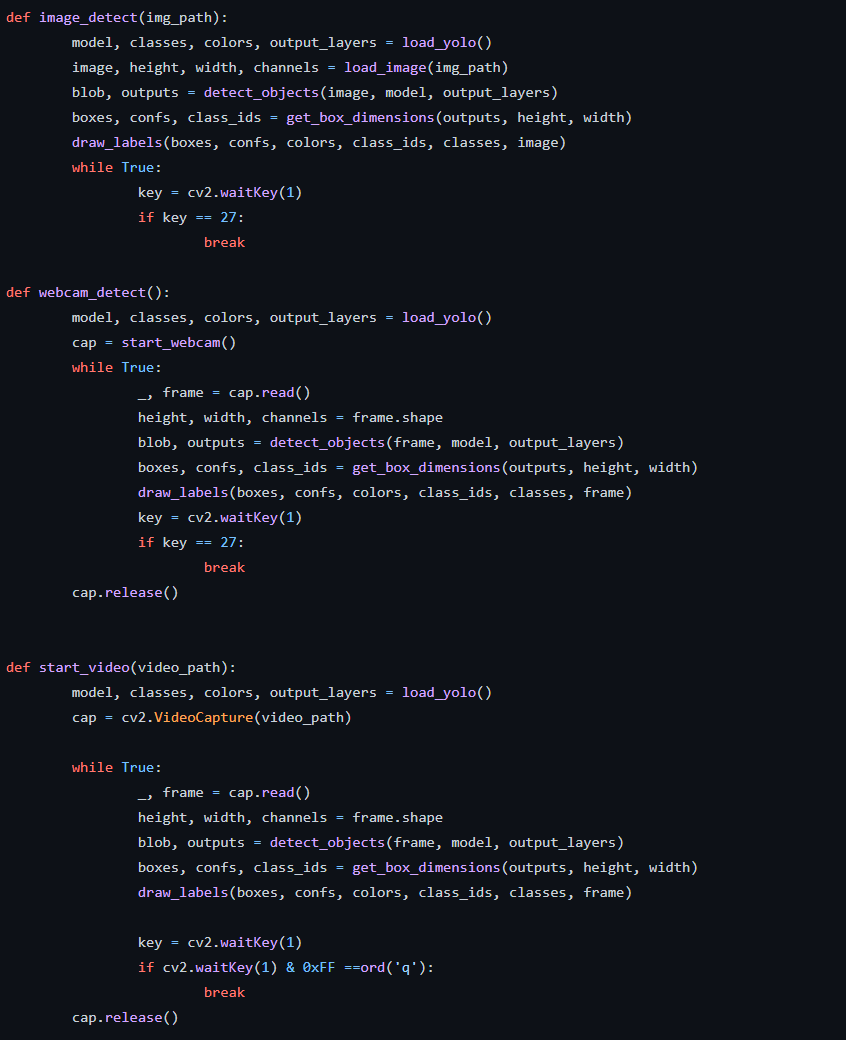 def image_detect(img_path):
        model, classes, colors, output_layers = load_yolo()
        image, height, width, channels = load_image(img_path)
        blob, outputs = detect_objects(image, model, output_layers)
        boxes, confs, class_ids = get_box_dimensions(outputs, height, width)
        draw_labels(boxes, confs, colors, class_ids, classes, image)
        while True:
                key = cv2.waitKey(1)
                if key == 27:
                        break

def webcam_detect():
        model, classes, colors, output_layers = load_yolo()
        cap = start_webcam()
        while True:
                _, frame = cap.read()
                height, width, channels = frame.shape
                blob, outputs = detect_objects(frame, model, output_layers)
                boxes, confs, class_ids = get_box_dimensions(outputs, height, width)
                draw_labels(boxes, confs, colors, class_ids, classes, frame)
                key = cv2.waitKey(1)
                if key == 27:
                        break
        cap.release()


def start_video(video_path):
        model, classes, colors, output_layers = load_yolo()
        cap = cv2.VideoCapture(video_path)

        while True:
                _, frame = cap.read()
                height, width, channels = frame.shape
                blob, outputs = detect_objects(frame, model, output_layers)
                boxes, confs, class_ids = get_box_dimensions(outputs, height, width)
                draw_labels(boxes, confs, colors, class_ids, classes, frame)

                key = cv2.waitKey(1)
                if cv2.waitKey(1) & 0xFF ==ord('q'):
                        break
        cap.release()